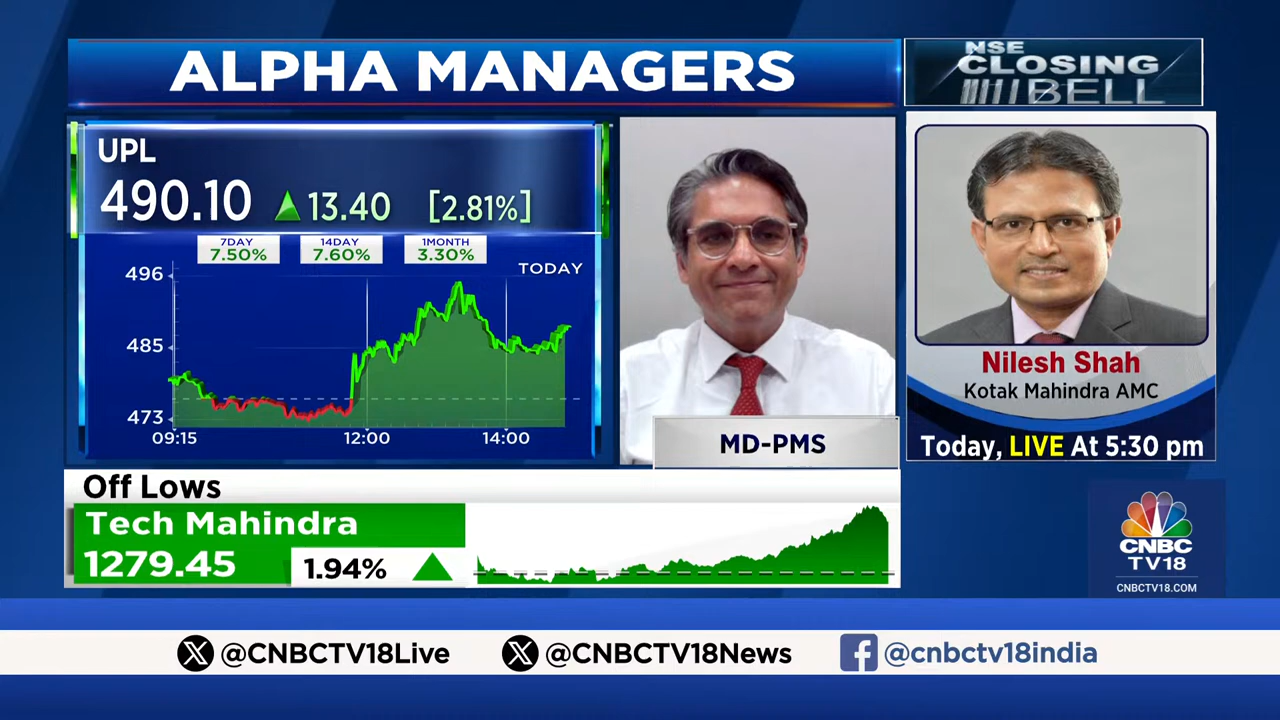 ALPHA MANAGERS
NSE
CLOSING
BELL
UPL
490.10 ▲ 13.40 [2.81%]
7DAY 14DAY 1MONTH
7.50% 7.60% 3.30%
TODAY
496
485
473
09:15 12:00 14:00
MD-PMS
Nilesh Shah
Kotak Mahindra AMC
Today, LIVE At 5:30 pm
Off Lows
Tech Mahindra
1279.45 1.94% ▲
CNBC
TV18
CNBCTV18.COM
@CNBCTV18Live @CNBCTV18News @cnbctv18india